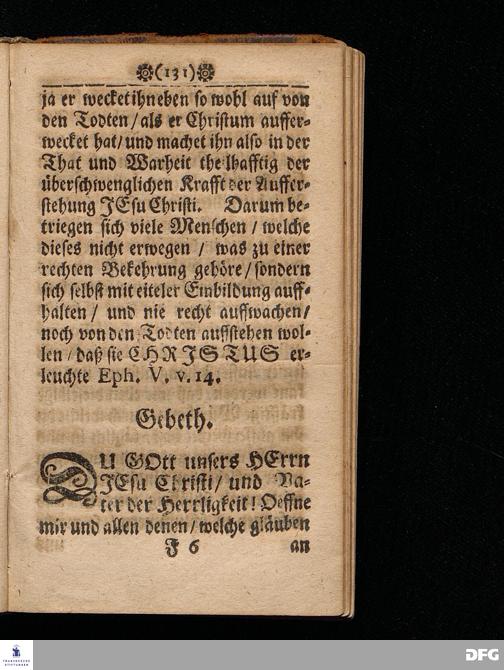 (131)
ja er wecket ihn eben so wohl auf von
den Todten / als er Christum auffer-
wecket hat / und machet ihn also in der
That und Warheit theilhafftig der
überschwenglichen Krafft der Auffer-
stehung JEsu Christi. Darum be-
triegen sich viele Menschen / welche
dieses nicht erwegen / was zu einer
rechten Bekehrung gehöre / sondern
sich selbst mit eiteler Einbildung auff-
halten / und nie recht auffwachen /
noch von den Todten auffstehen wol-
len / daß sie CHRISTUS er-
leuchte Eph. V. v. 14.
Gebeth.
DU GOtt unsers HErrn
JEsu Christi / und Va-
ter der Herrligkeit! Oeffne
mir und allen denen / welche gläuben
F 6 an
FRANCKESCHE
STIFTUNGEN
DFG